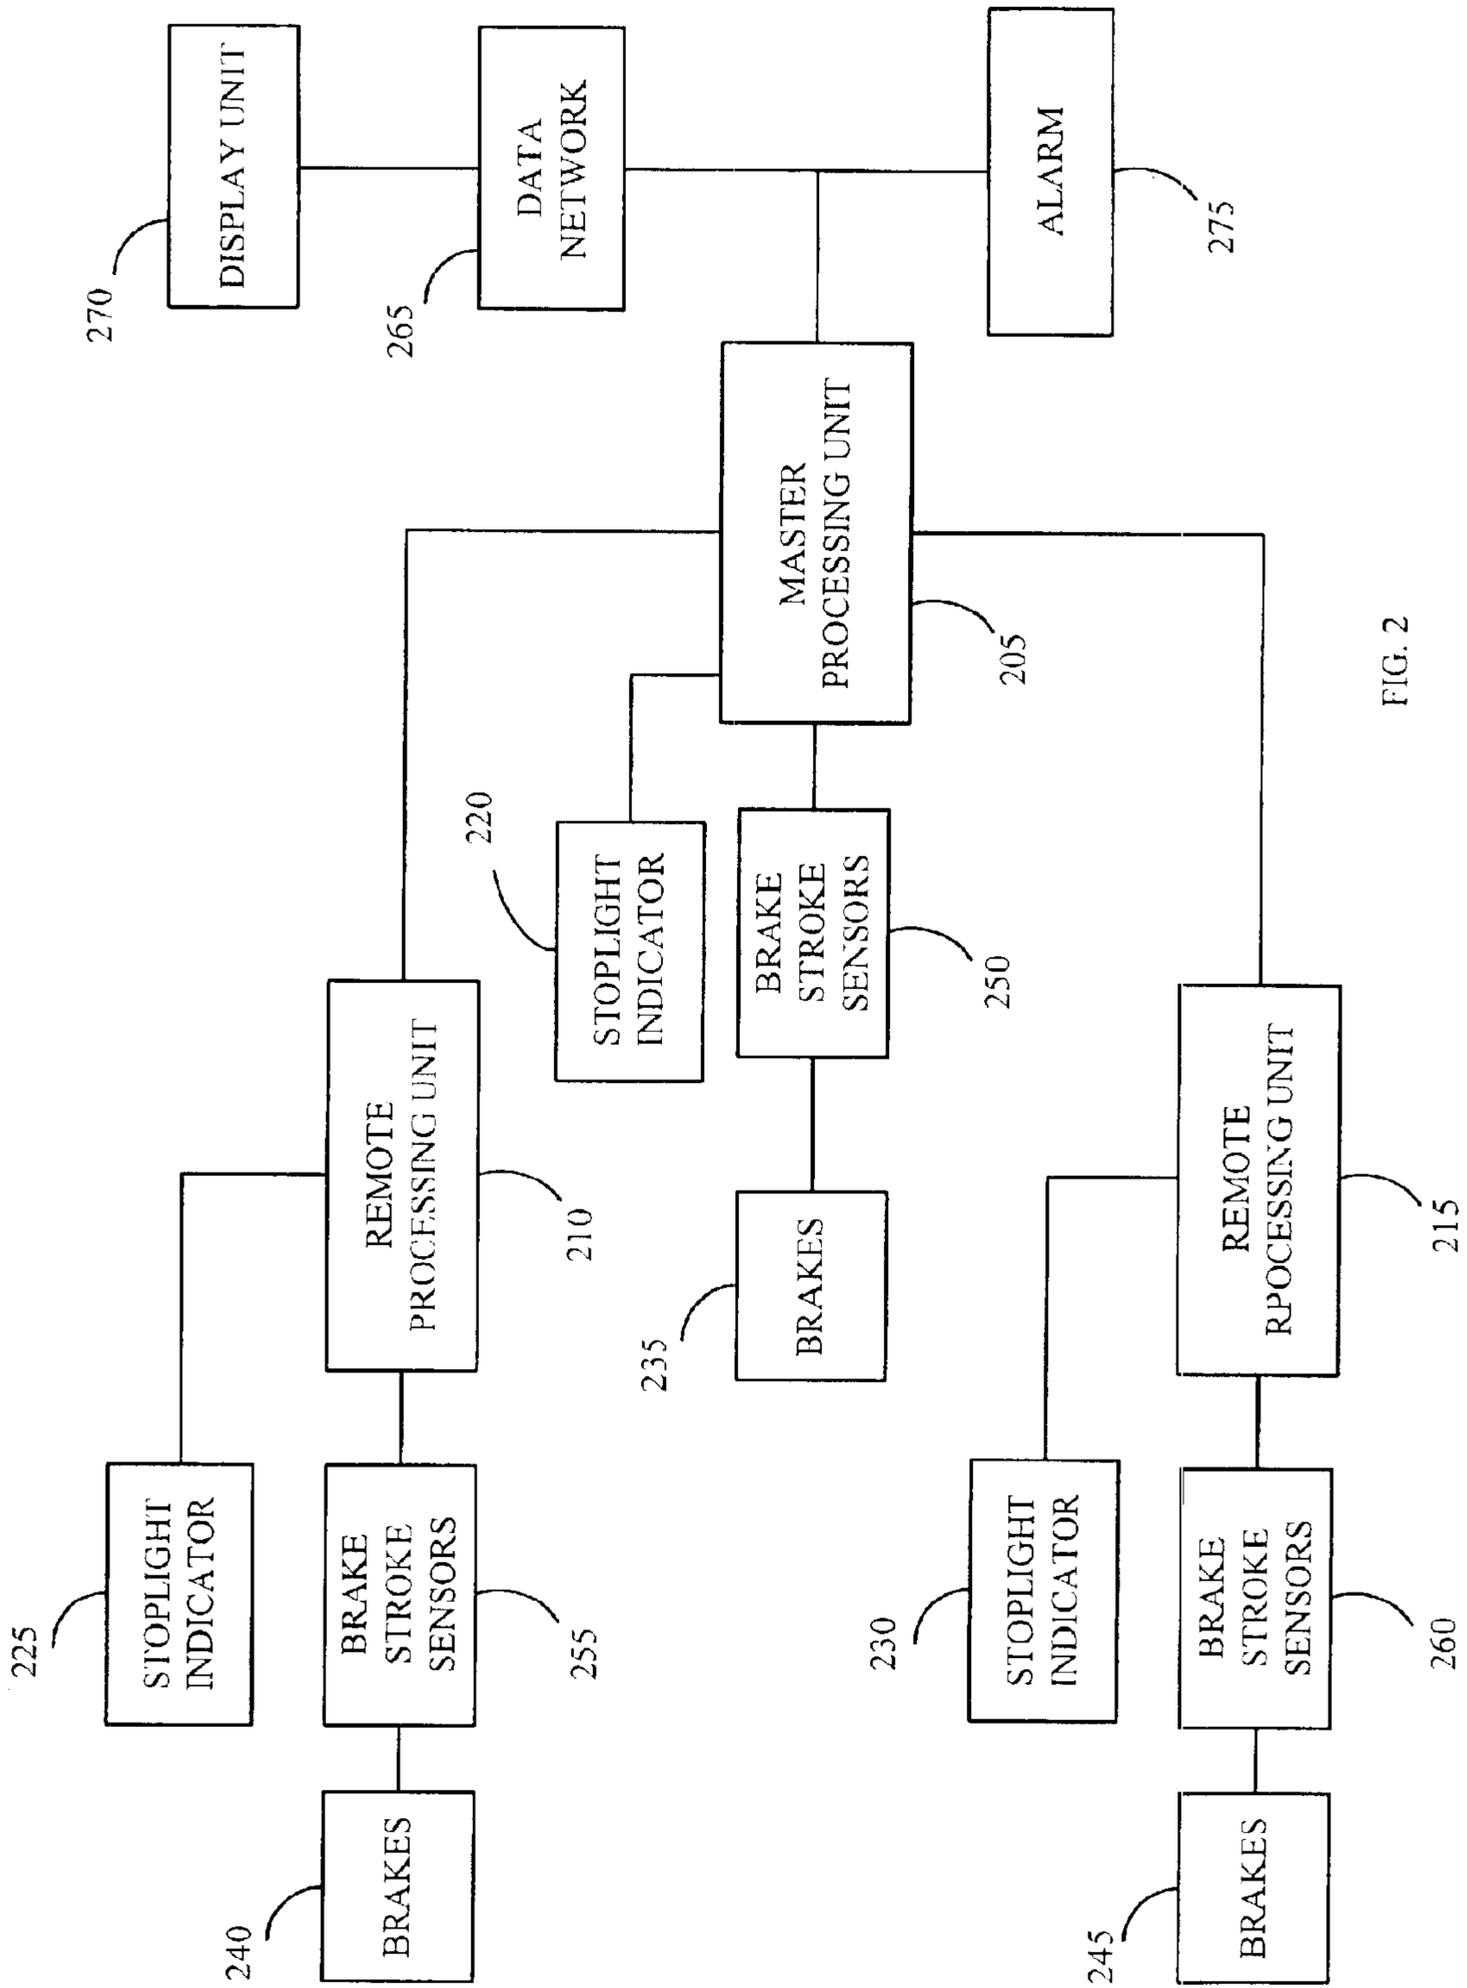 225
STOPLIGHT
INDICATOR
240
BRAKES
BRAKE
STROKE
SENSORS
255
REMOTE
PROCESSING UNIT
210
220
STOPLIGHT
INDICATOR
235
BRAKES
BRAKE
STROKE
SENSORS
250
MASTER
PROCESSING UNIT
205
270
DISPLAY UNIT
265
DATA
NETWORK
ALARM
275
230
STOPLIGHT
INDICATOR
245
BRAKES
BRAKE
STROKE
SENSORS
260
REMOTE
RPOCESSING UNIT
215
FIG. 2